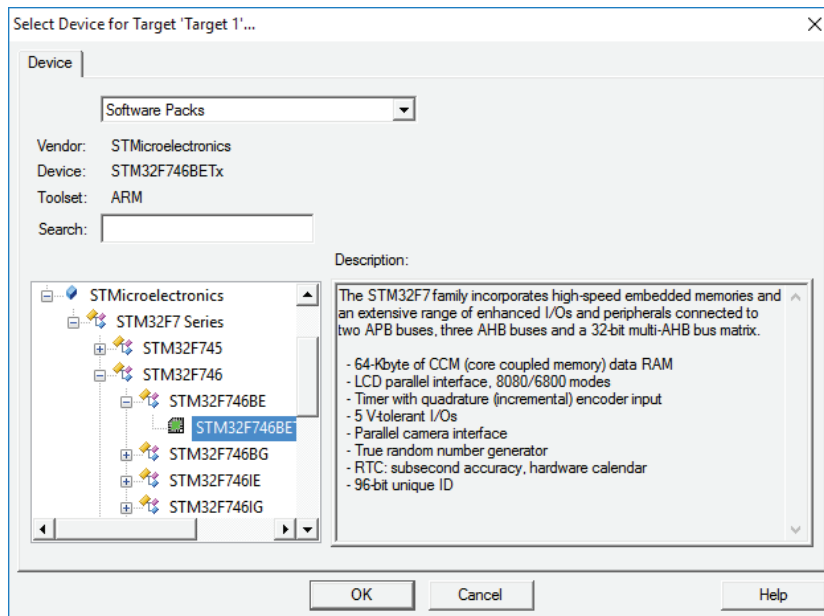 Select Device for Target 'Target 1'...
Device
Software Packs
Vendor: STMicroelectronics
Device: STM32F746BETx
Toolset: ARM
Search:
Description:
STMicroelectronics
STM32F7 Series
STM32F745
STM32F746
STM32F746BE
STM32F746BET
STM32F746BG
STM32F746IE
STM32F746IG
The STM32F7 family incorporates high-speed embedded memories and
an extensive range of enhanced I/Os and peripherals connected to
two APB buses, three AHB buses and a 32-bit multi-AHB bus matrix.
- 64-Kbyte of CCM (core coupled memory) data RAM
- LCD parallel interface, 8080/6800 modes
- Timer with quadrature (incremental) encoder input
- 5 V-tolerant I/Os
- Parallel camera interface
- True random number generator
- RTC: subsecond accuracy, hardware calendar
- 96-bit unique ID
OK
Cancel
Help